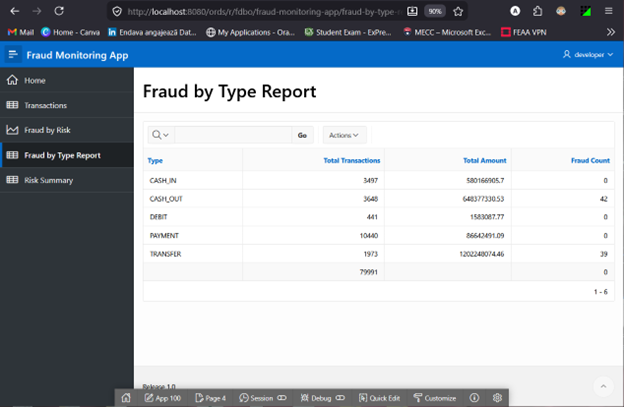 http://localhost:8080/ords/r/fdbo/fraud-monitoring-app/fraud-by-type- 90%
Mail Home - Canva Endava angajează Dat... My Applications - Ora... Student Exam - ExPre... MECC – Microsoft Exc... FEAA VPN
Fraud Monitoring App developer
Home
Transactions
Fraud by Risk
Fraud by Type Report
Risk Summary
Fraud by Type Report
Go Actions
Type Total Transactions Total Amount Fraud Count
CASH_IN 3497 580166905.7 0
CASH_OUT 3648 648377330.53 42
DEBIT 441 1583087.77 0
PAYMENT 10440 86642491.09 0
TRANSFER 1973 1202248074.46 39
79991 0
1 - 6
Release 1.0
App 100 Page 4 Session Debug Quick Edit Customize